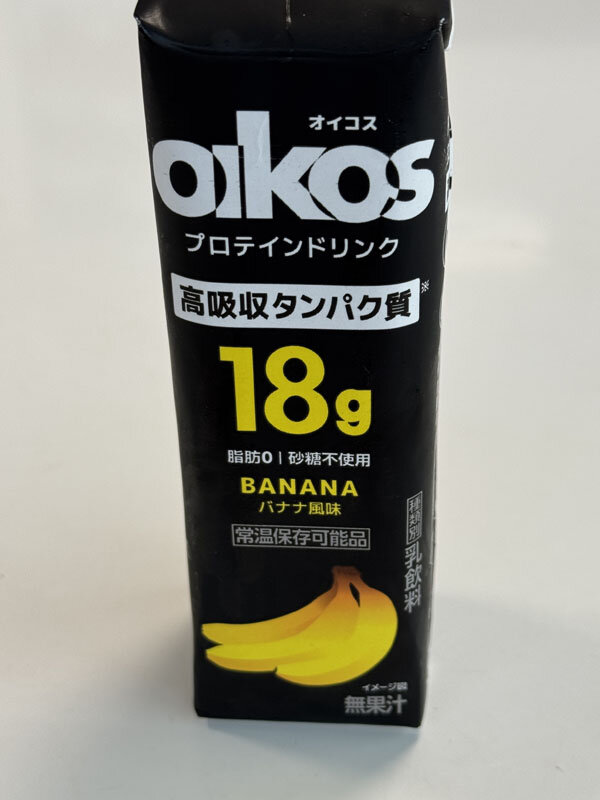 オイコス
oikos
プロテインドリンク
高吸収タンパク質※
18g
脂肪0 | 砂糖不使用
BANANA
バナナ風味
常温保存可能品
種類別 乳飲料
イメージ図
無果汁